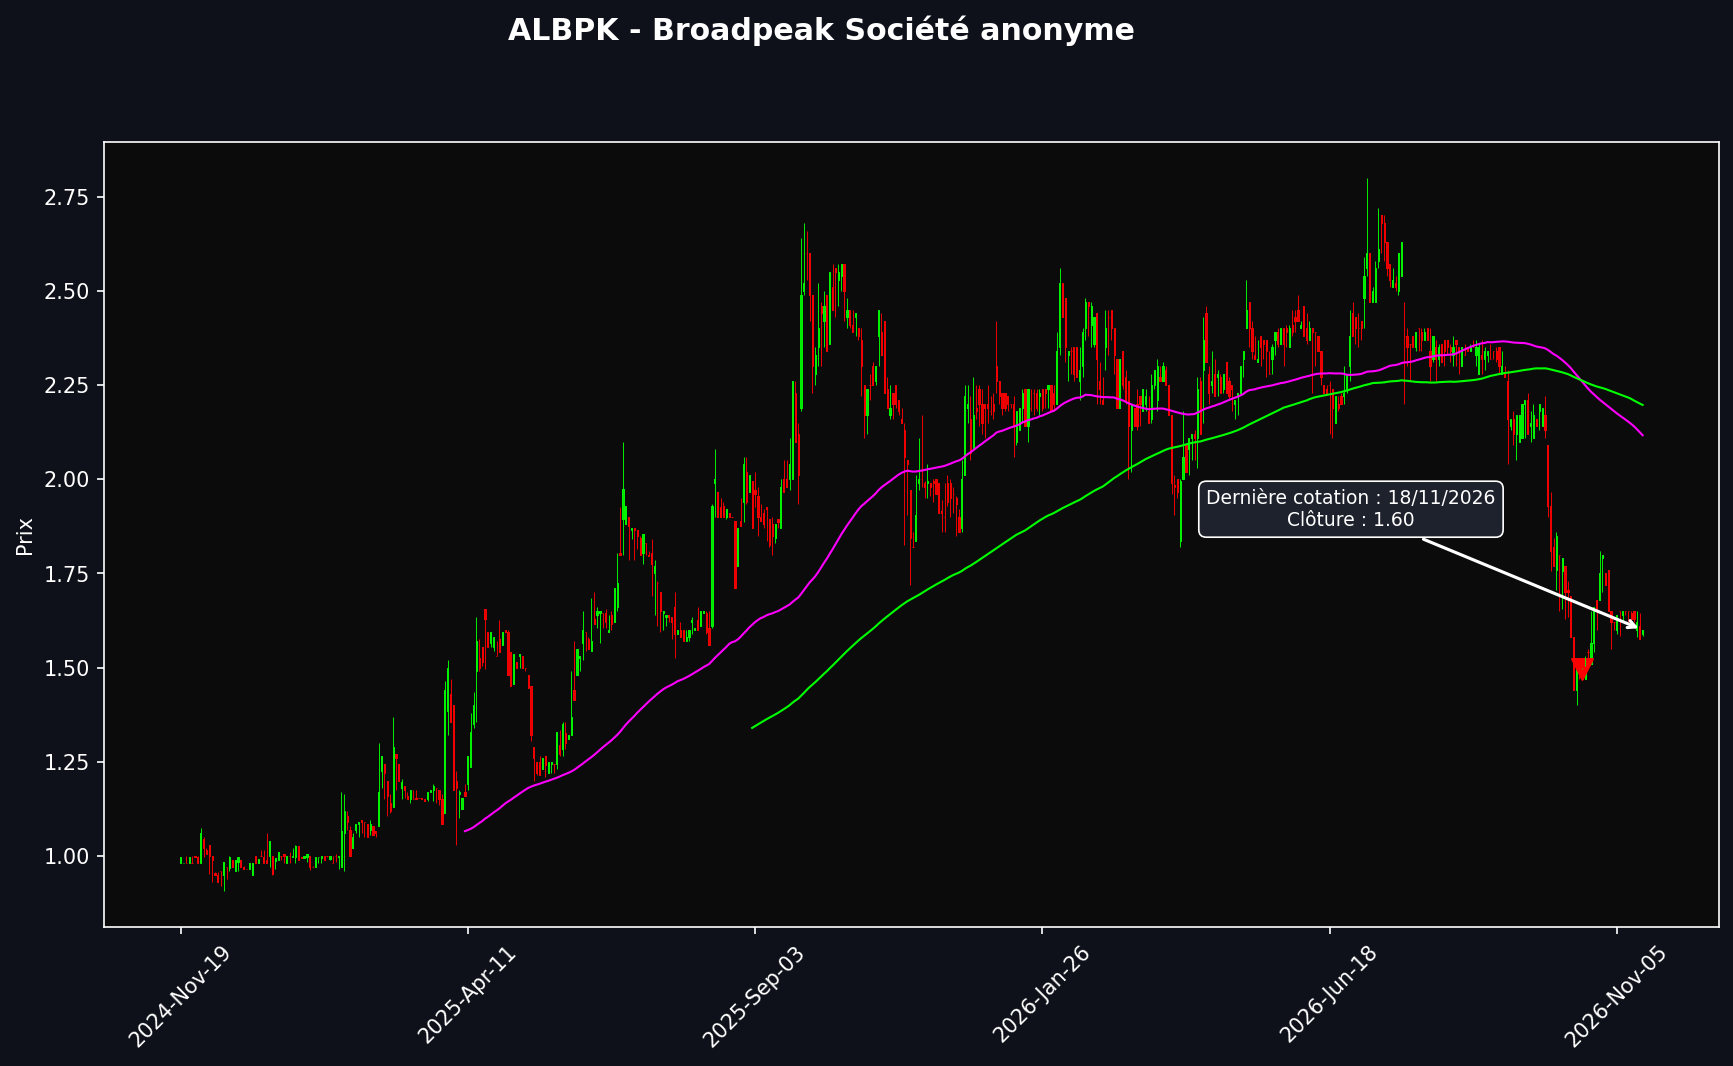 ALBPK - Broadpeak Société anonyme
2.75
2.50
2.25
2.00
1.75
1.50
1.25
1.00
Prix
Dernière cotation : 18/11/2026
Clôture : 1.60
2024-Nov-19
2025-Apr-11
2025-Sep-03
2026-Jan-26
2026-Jun-18
2026-Nov-05